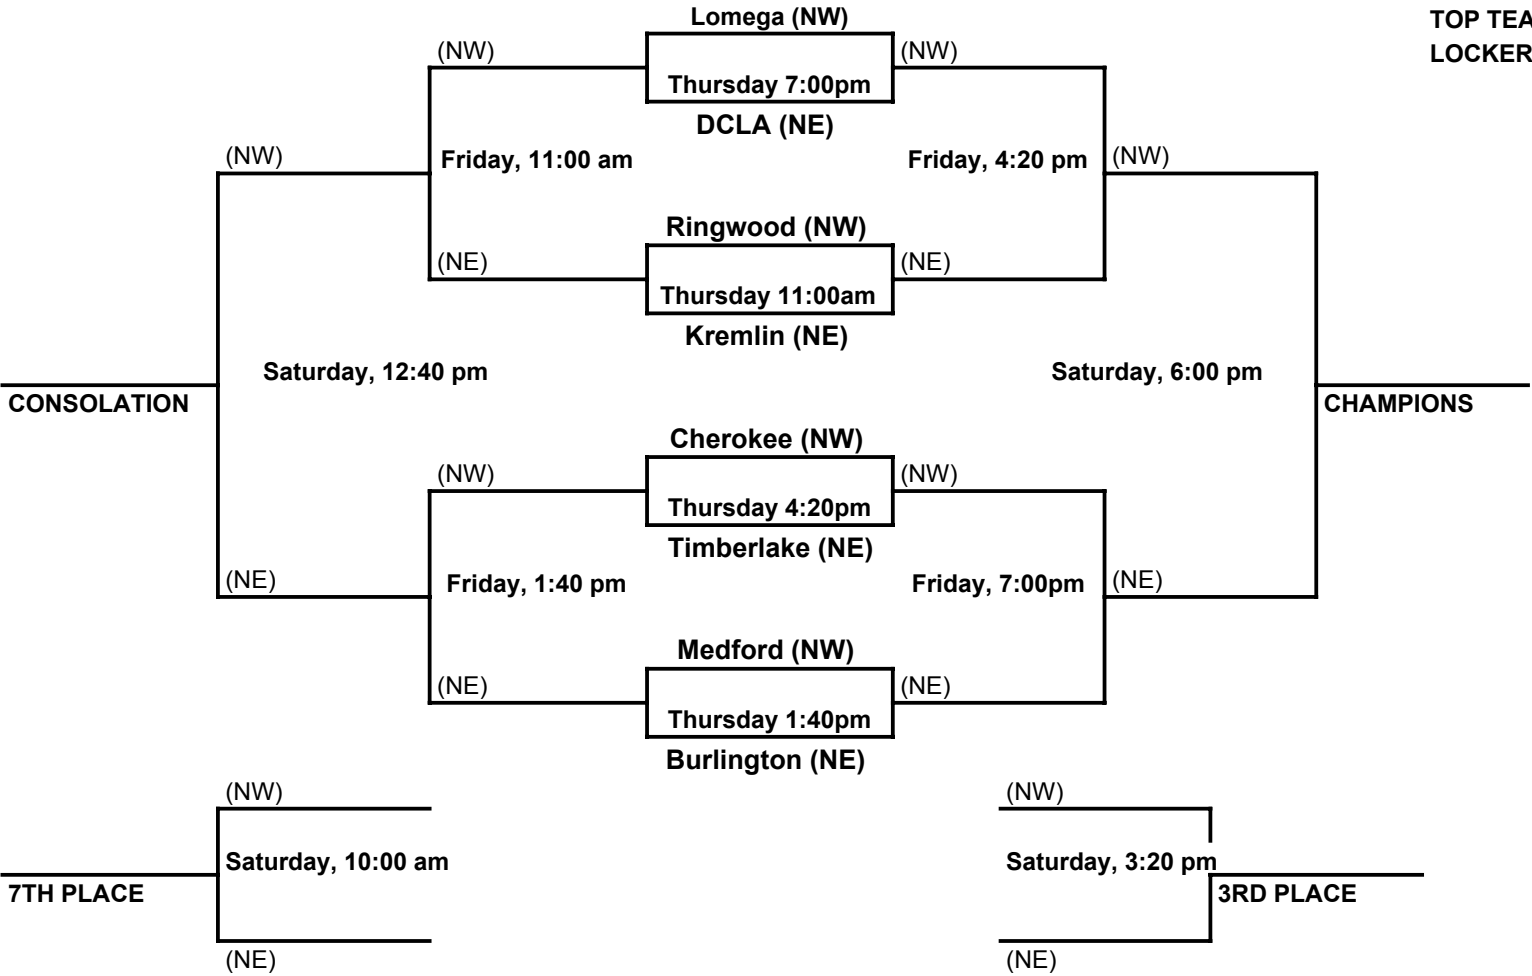 Lomega (NW)
TOP TEA
(NW)
(NW)
LOCKER
Thursday 7:00pm
DCLA (NE)
(NW)
Friday, 11:00 am
Friday, 4:20 pm
(NW)
Ringwood (NW)
(NE)
(NE)
Thursday 11:00am
Kremlin (NE)
Saturday, 12:40 pm
Saturday, 6:00 pm
CONSOLATION
CHAMPIONS
Cherokee (NW)
(NW)
(NW)
Thursday 4:20pm
Timberlake (NE)
(NE)
Friday, 1:40 pm
Friday, 7:00pm
(NE)
Medford (NW)
(NE)
(NE)
Thursday 1:40pm
Burlington (NE)
(NW)
(NW)
Saturday, 10:00 am
Saturday, 3:20 pm
7TH PLACE
3RD PLACE
(NE)
(NE)